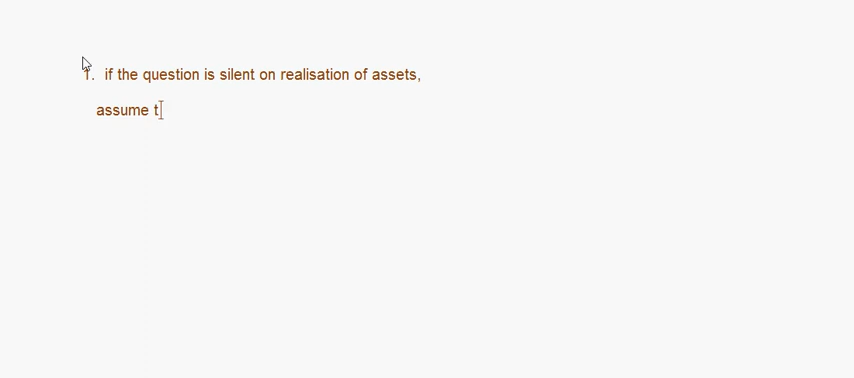 1. if the question is silent on realisation of assets,
assume t